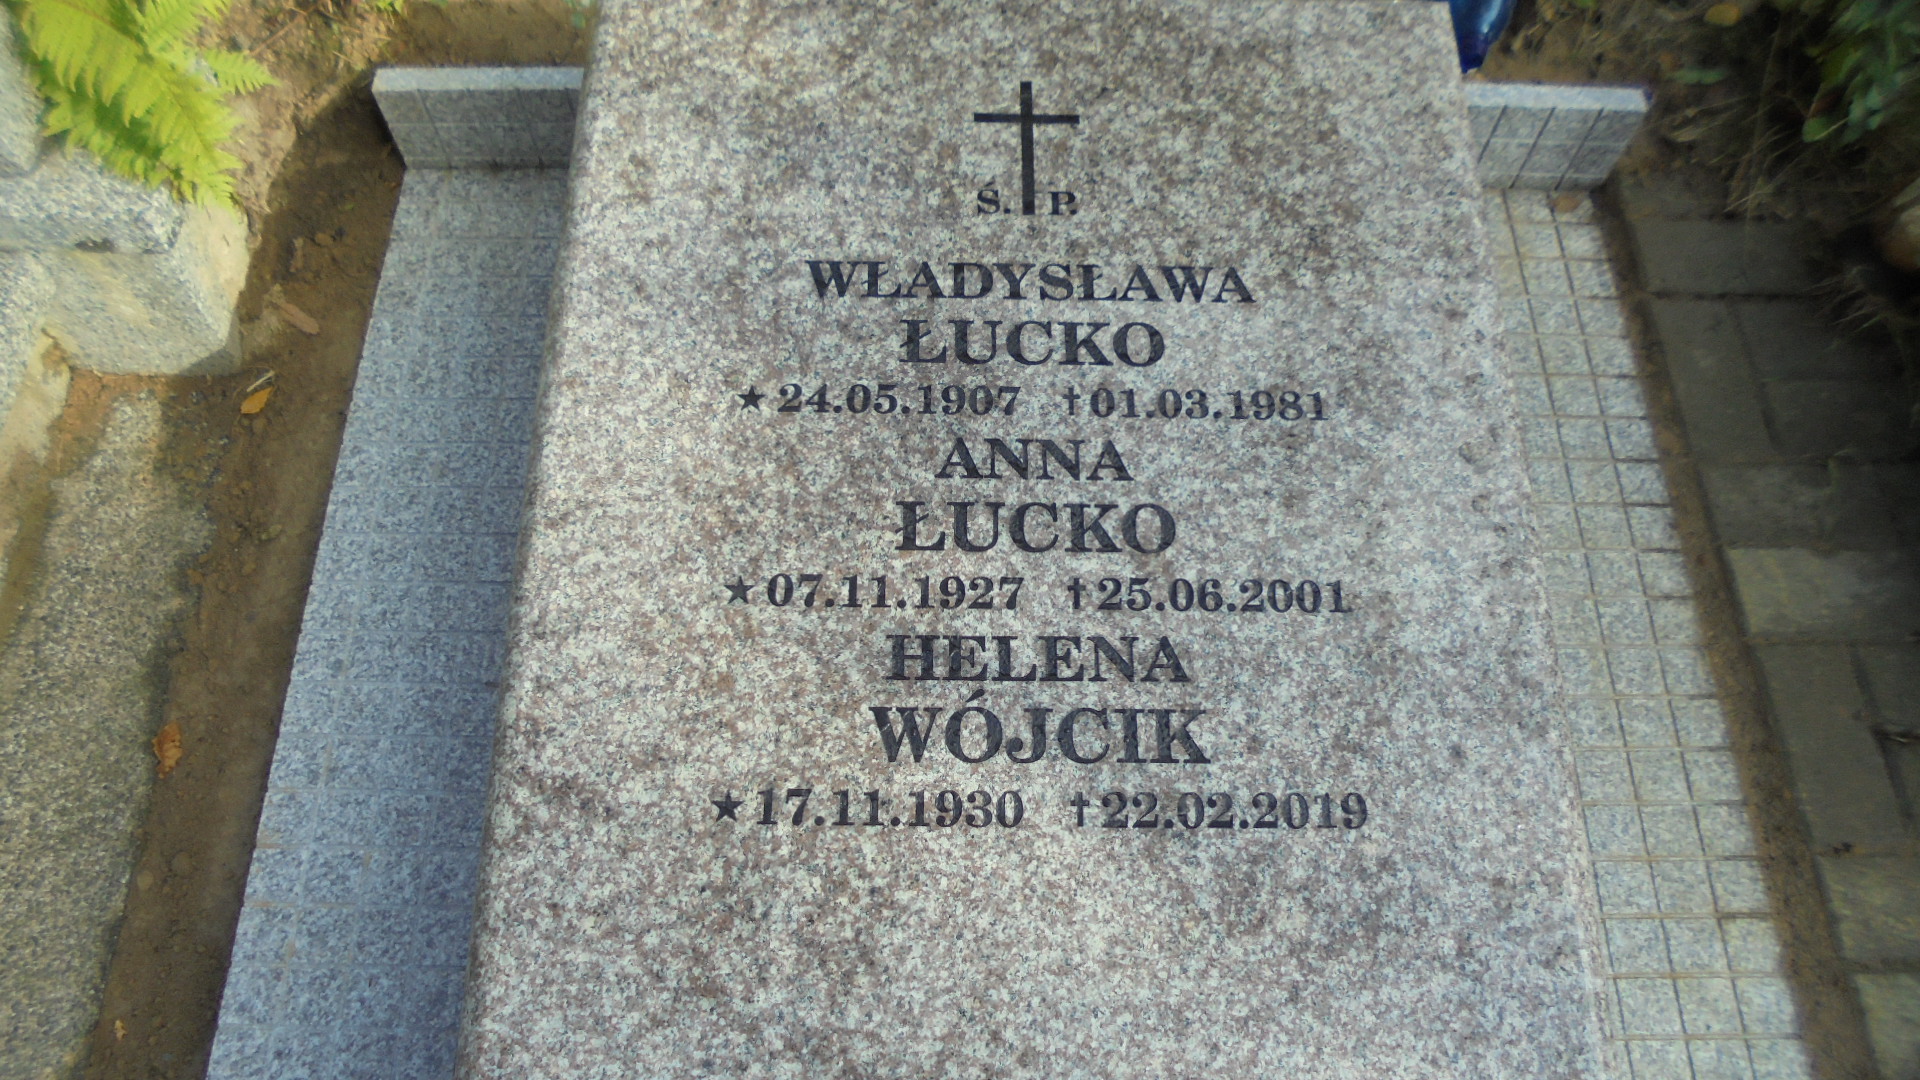 Ś. P.
WŁADYSŁAWA
ŁUCKO
★ 24.05.1907 † 01.03.1981
ANNA
ŁUCKO
★ 07.11.1927 † 25.06.2001
HELENA
WÓJCIK
★ 17.11.1930 † 22.02.2019